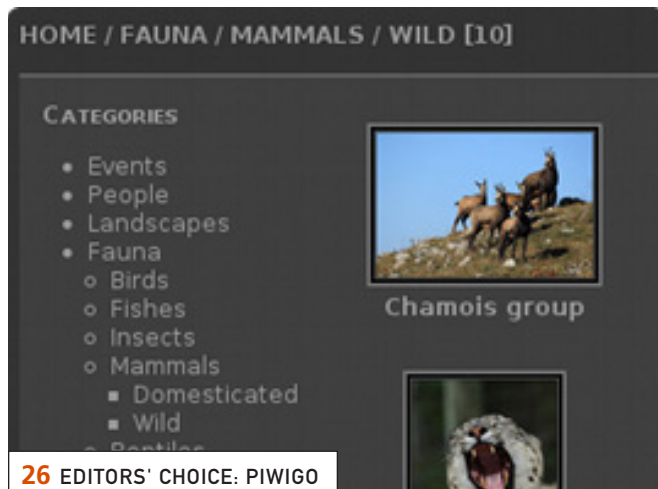 HOME / FAUNA / MAMMALS / WILD [10]
CATEGORIES
• Events
• People
• Landscapes
• Fauna
○ Birds
○ Fishes
○ Insects
○ Mammals
▪ Domesticated
▪ Wild
○ Reptiles
Chamois group
26 EDITORS' CHOICE: PIWIGO